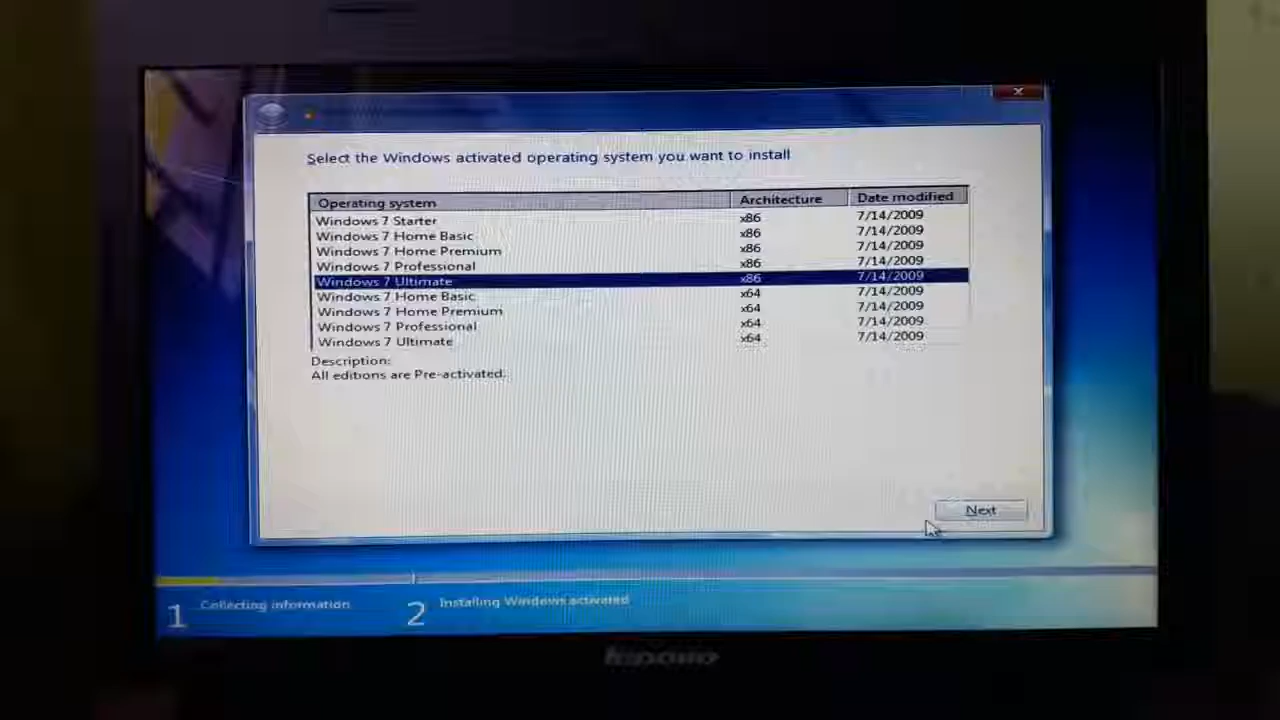 Select the Windows activated operating system you want to install
Operating system Architecture Date modified
Windows 7 Starter x86 7/14/2009
Windows 7 Home Basic x86 7/14/2009
Windows 7 Home Premium x86 7/14/2009
Windows 7 Professional x86 7/14/2009
Windows 7 Ultimate x86 7/14/2009
Windows 7 Home Basic x64 7/14/2009
Windows 7 Home Premium x64 7/14/2009
Windows 7 Professional x64 7/14/2009
Windows 7 Ultimate x64 7/14/2009
Description:
All editions are Pre-activated.
Next
1 Collecting information 2 Installing Windows activated
lenovo